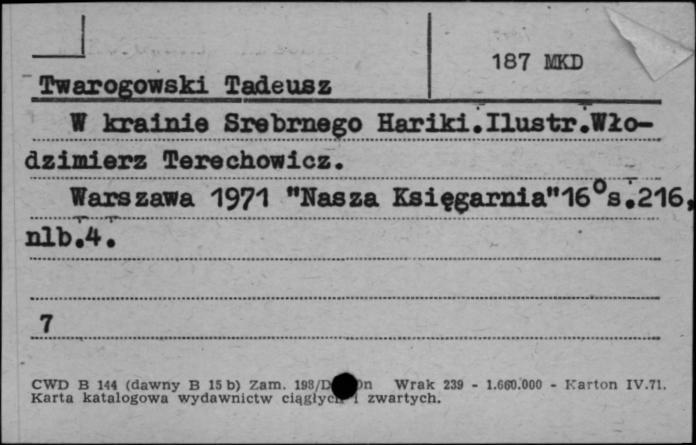 187 MKD
Twarogowski Tadeusz
W krainie Srebrnego Hariki.Ilustr.Wło-
dzimierz Terechowicz.
Warszawa 1971 "Nasza Księgarnia"16°s.216,
nlb.4.
7
CWD B 144 (dawny B 15 b) Zam. Wrak 239 - 1.660.000 - Karton IV.71.
Karta katalogowa wydawnictw ciągłych i zwartych.